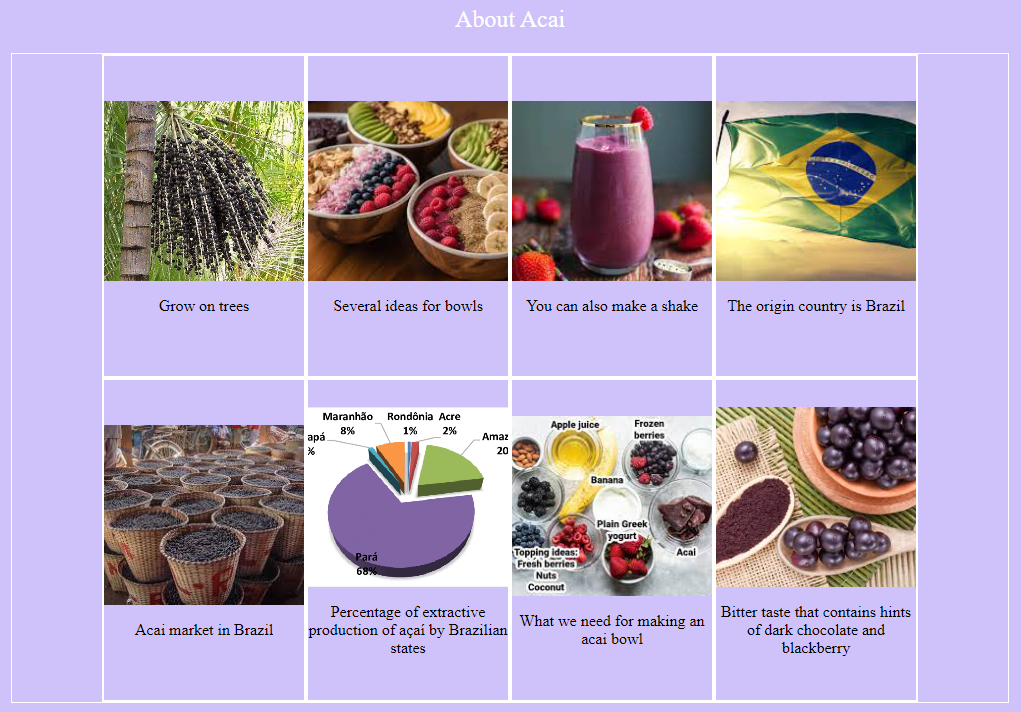 About Acai
Grow on trees
Several ideas for bowls
You can also make a shake
The origin country is Brazil
Maranhão
8%
Rondônia
1%
Acre
2%
apá
%
Amaz
20
Pará
68%
Apple juice
Frozen
berries
Banana
Plain Greek
yogurt
Acai
Topping ideas:
Fresh berries
Nuts
Coconut
Acai market in Brazil
Percentage of extractive
production of açaí by Brazilian
states
What we need for making an
acai bowl
Bitter taste that contains hints
of dark chocolate and
blackberry